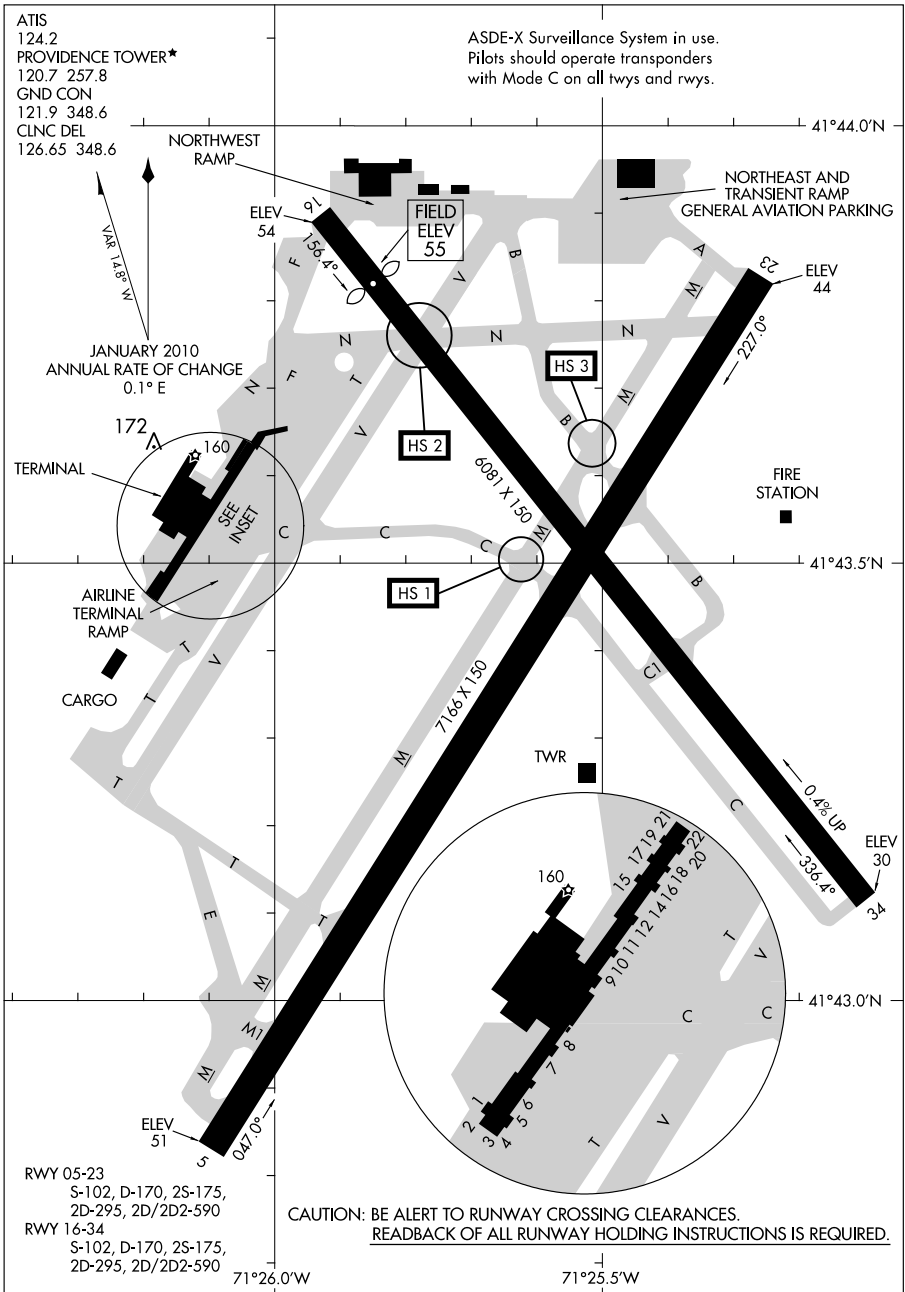 ATIS
124.2
PROVIDENCE TOWER★
120.7 257.8
GND CON
121.9 348.6
CLNC DEL
126.65 348.6
ASDE-X Surveillance System in use.
Pilots should operate transponders
with Mode C on all twys and rwys.
41°44.0'N
NORTHWEST
RAMP
NORTHEAST AND
TRANSIENT RAMP
GENERAL AVIATION PARKING
VAR 14.8° W
JANUARY 2010
ANNUAL RATE OF CHANGE
0.1° E
ELEV
54
16
156.4°
FIELD
ELEV
55
A
23
ELEV
44
227.0°
F
V
B
M
N
N
N
N
F
T
V
HS 3
B
M
HS 2
172
160
TERMINAL
SEE
INSET
6081 X 150
FIRE
STATION
C
C
C
M
41°43.5'N
HS 1
B
AIRLINE
TERMINAL
RAMP
CARGO
T
V
T
C1
7166 X 150
M
TWR
T
C
0.4% UP
336.4°
ELEV
30
34
T
E
T
M
M1
M
ELEV
51
5
047.0°
160
15
17
19
21
22
20
18
16
14
12
11
10
9
8
7
6
5
4
3
2
1
T
V
C
C
T
V
41°43.0'N
RWY 05-23
S-102, D-170, 2S-175,
2D-295, 2D/2D2-590
RWY 16-34
S-102, D-170, 2S-175,
2D-295, 2D/2D2-590
CAUTION: BE ALERT TO RUNWAY CROSSING CLEARANCES.
READBACK OF ALL RUNWAY HOLDING INSTRUCTIONS IS REQUIRED.
71°26.0'W
71°25.5'W